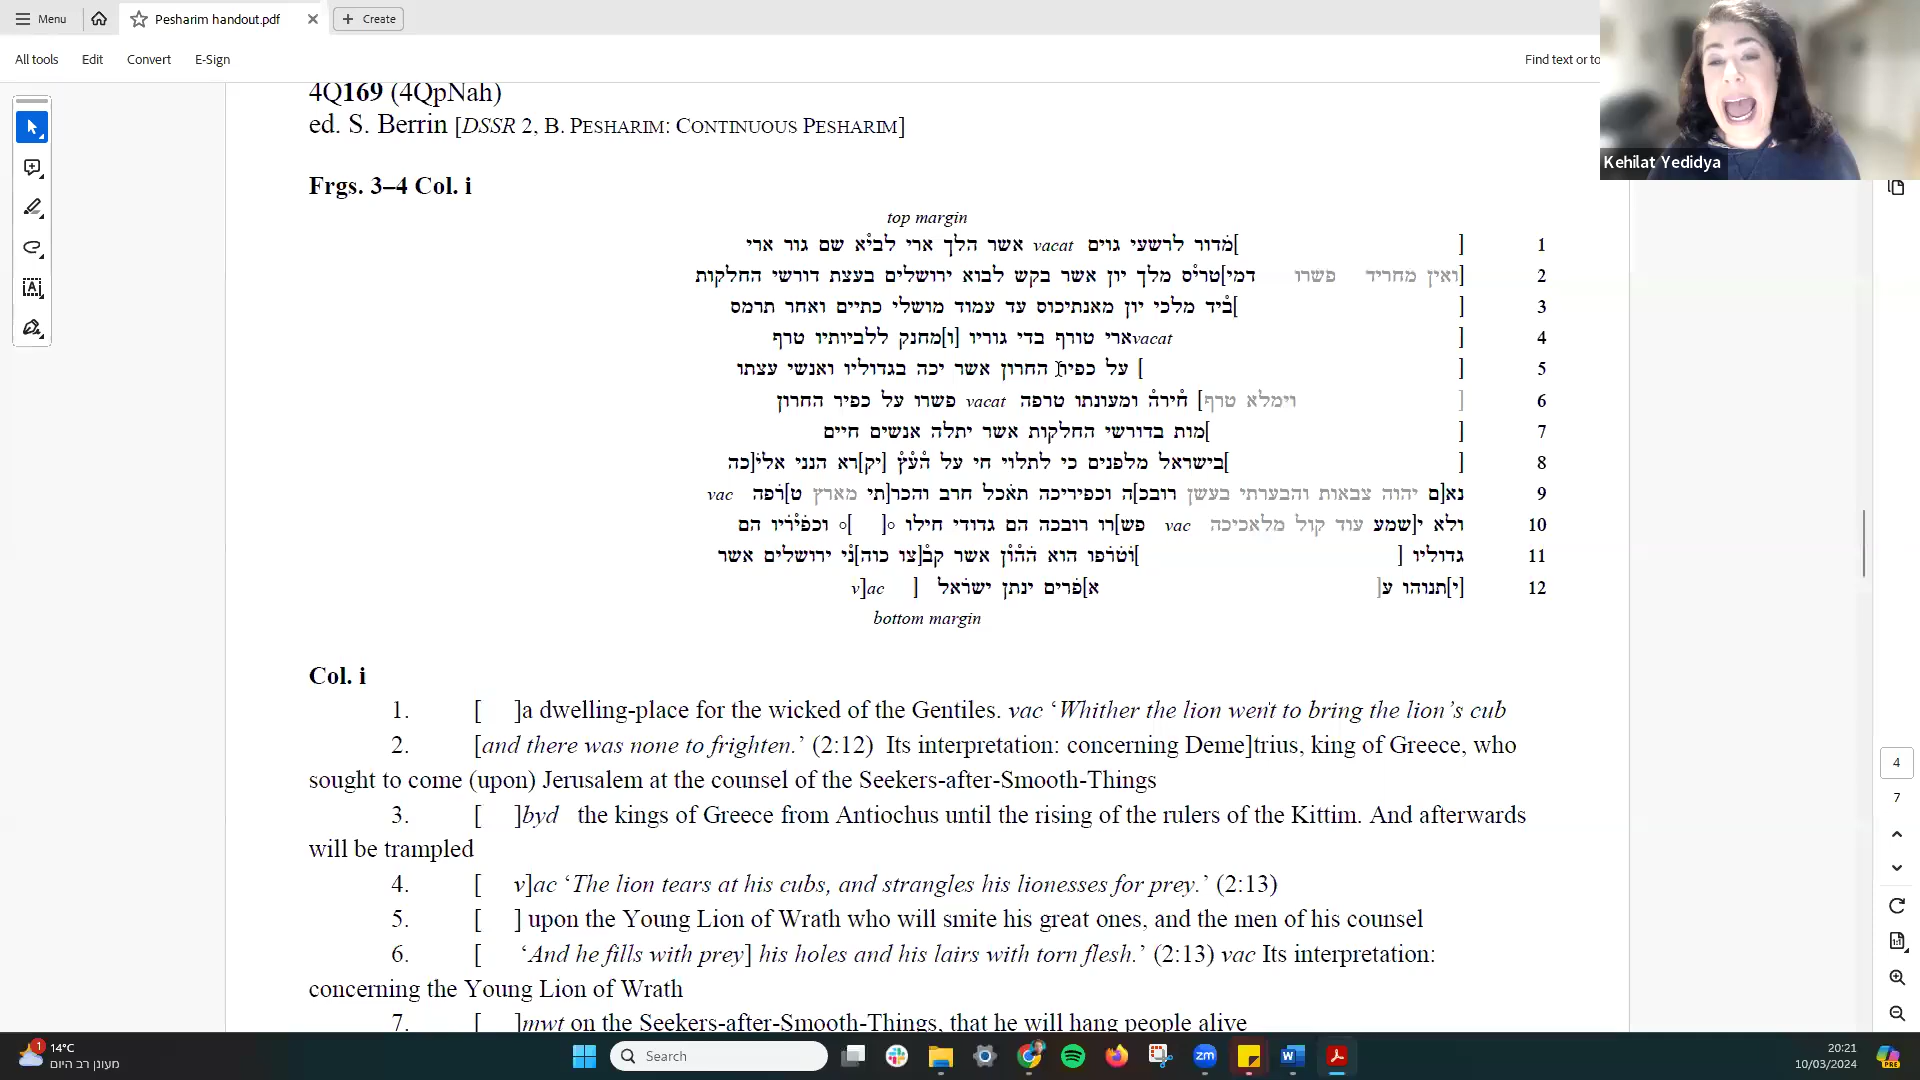 Menu
Pesharim handout.pdf
Create
All tools
Edit
Convert
E-Sign
Find text or to
Kehilat Yedidya
4Q169 (4QpNah)
ed. S. Berrin [DSSR 2, B. PESHARIM: CONTINUOUS PESHARIM]
Frgs. 3–4 Col. i
top margin
1 [ ]מדור לרשעי גוים vacat אשר הלך ארי לביא שם גור ארי
2 [ואין מחריד פשרו דמי]טריס מלך יון אשר בקש לבוא ירושלים בעצת דורשי החלקות
3 [ ]ביד מלכי יון מאנתיכוס עד עמוד מושלי כתיים ואחר תרמס
4 [ vacatארי טורף בדי גוריו [ו]מחנק ללביותיו טרף
5 [ ] על כפיר החרון אשר יכה בגדוליו ואנשי עצתו
6 [ וימלא טרף] חירה ומעונתו טרפה vacat פשרו על כפיר החרון
7 [ ]מות בדורשי החלקות אשר יתלה אנשים חיים
8 [ ]בישראל מלפנים כי לתלוי חי על העץ [יק]רא הנני אלי[כה
9 נא[ם יהוה צבאות והבערתי בעשן רובכ]ה וכפיריכה תאכל חרב והכר[תי מארץ ט]רפה vac
10 ולא י[שמע עוד קול מלאכיכה vac פש]רו רובכה הם גדודי חילו ○[ ]○ וכפיריו הם
11 גדוליו [ ]וטרפו הוא ההון אשר קב[צו כוה]ני ירושלים אשר
12 [י]תנוהו ע[ א]פרים ינתן ישראל [ v]ac
bottom margin
Col. i
1. [ ]a dwelling-place for the wicked of the Gentiles. vac ‘Whither the lion went to bring the lion’s cub
2. [and there was none to frighten.’ (2:12) Its interpretation: concerning Deme]trius, king of Greece, who
sought to come (upon) Jerusalem at the counsel of the Seekers-after-Smooth-Things
3. [ ]byd the kings of Greece from Antiochus until the rising of the rulers of the Kittim. And afterwards
will be trampled
4. [ v]ac ‘The lion tears at his cubs, and strangles his lionesses for prey.’ (2:13)
5. [ ] upon the Young Lion of Wrath who will smite his great ones, and the men of his counsel
6. [ ‘And he fills with prey] his holes and his lairs with torn flesh.’ (2:13) vac Its interpretation:
concerning the Young Lion of Wrath
7. [ ]mwt on the Seekers-after-Smooth-Things, that he will hang people alive
4
7
1
14°C
מעונן רב היום
Search
zm
W
20:21
10/03/2024
PRE